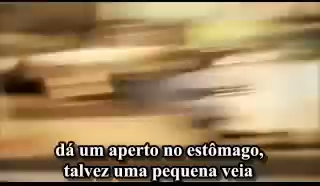 dá um aperto no estômago,
talvez uma pequena veia